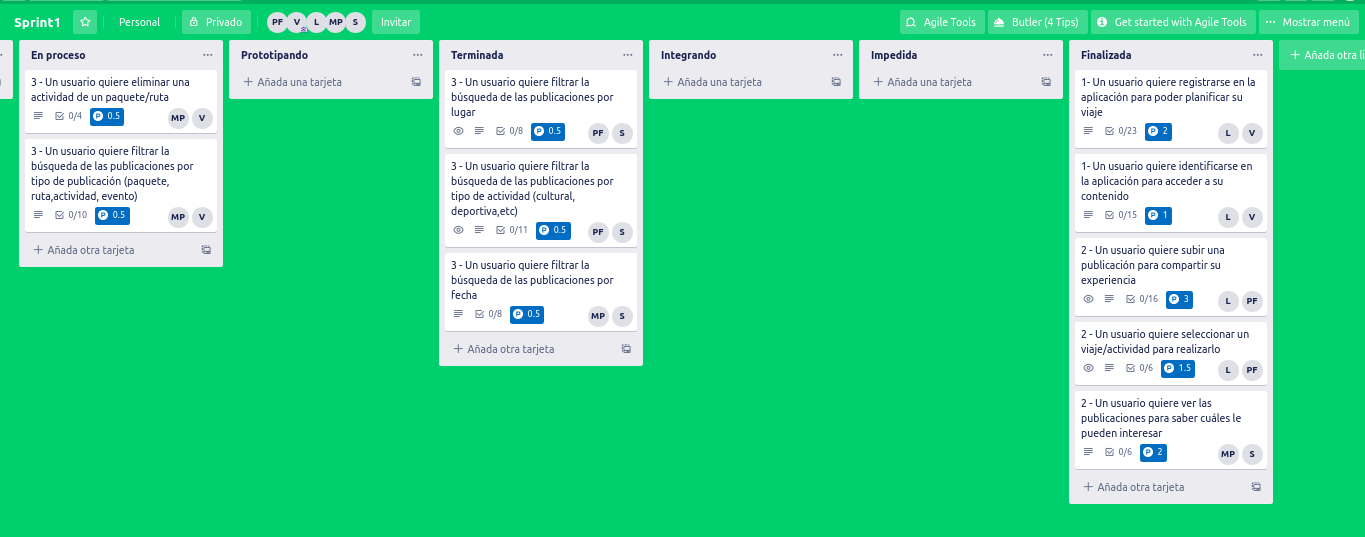 Sprint1
Personal
Privado
PF V L MP S
Invitar
Agile Tools
Butler (4 Tips)
Get started with Agile Tools
Mostrar menú
En proceso
3 - Un usuario quiere eliminar una
actividad de un paquete/ruta
0/4 P 0.5 MP V
3 - Un usuario quiere filtrar la
búsqueda de las publicaciones por
tipo de publicación (paquete,
ruta,actividad, evento)
0/10 P 0.5 MP V
+ Añada otra tarjeta
Prototipando
+ Añada una tarjeta
Terminada
3 - Un usuario quiere filtrar la
búsqueda de las publicaciones por
lugar
0/8 P 0.5 PF S
3 - Un usuario quiere filtrar la
búsqueda de las publicaciones por
tipo de actividad (cultural,
deportiva,etc)
0/11 P 0.5 PF S
3 - Un usuario quiere filtrar la
búsqueda de las publicaciones por
fecha
0/8 P 0.5 MP S
+ Añada otra tarjeta
Integrando
+ Añada una tarjeta
Impedida
+ Añada una tarjeta
Finalizada
1- Un usuario quiere registrarse en la
aplicación para poder planificar su
viaje
0/23 P 2 L V
1- Un usuario quiere identificarse en
la aplicación para acceder a su
contenido
0/15 P 1 L V
2 - Un usuario quiere subir una
publicación para compartir su
experiencia
0/16 P 3 L PF
2 - Un usuario quiere seleccionar un
viaje/actividad para realizarlo
0/6 P 1.5 L PF
2 - Un usuario quiere ver las
publicaciones para saber cuáles le
pueden interesar
0/6 P 2 MP S
+ Añada otra tarjeta
+ Añada otra li